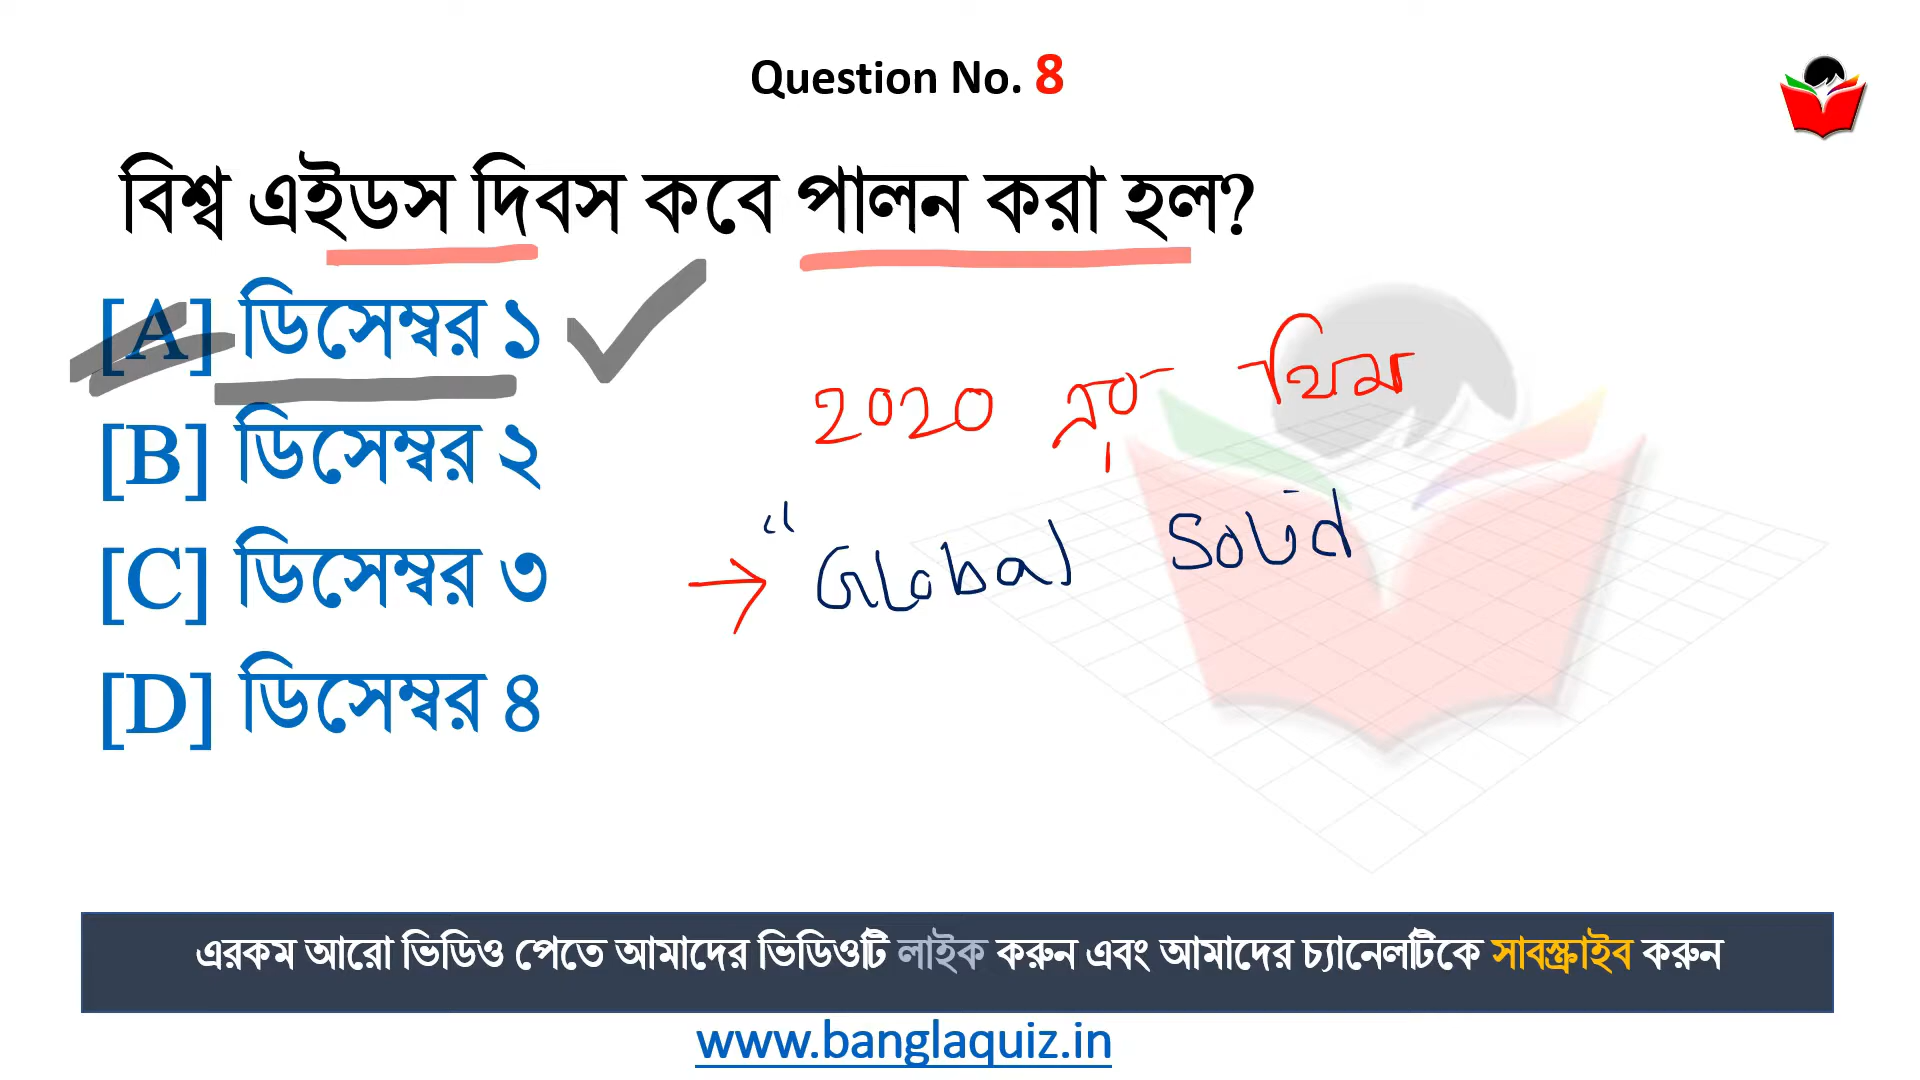 Question No. 8
বিশ্ব এইডস দিবস কবে পালন করা হল?
[A] ডিসেম্বর ১
[B] ডিসেম্বর ২
[C] ডিসেম্বর ৩
[D] ডিসেম্বর ৪
2020 এর থিম
"Global Solid
এরকম আরো ভিডিও পেতে আমাদের ভিডিওটি লাইক করুন এবং আমাদের চ্যানেলটিকে সাবস্ক্রাইব করুন
www.banglaquiz.in